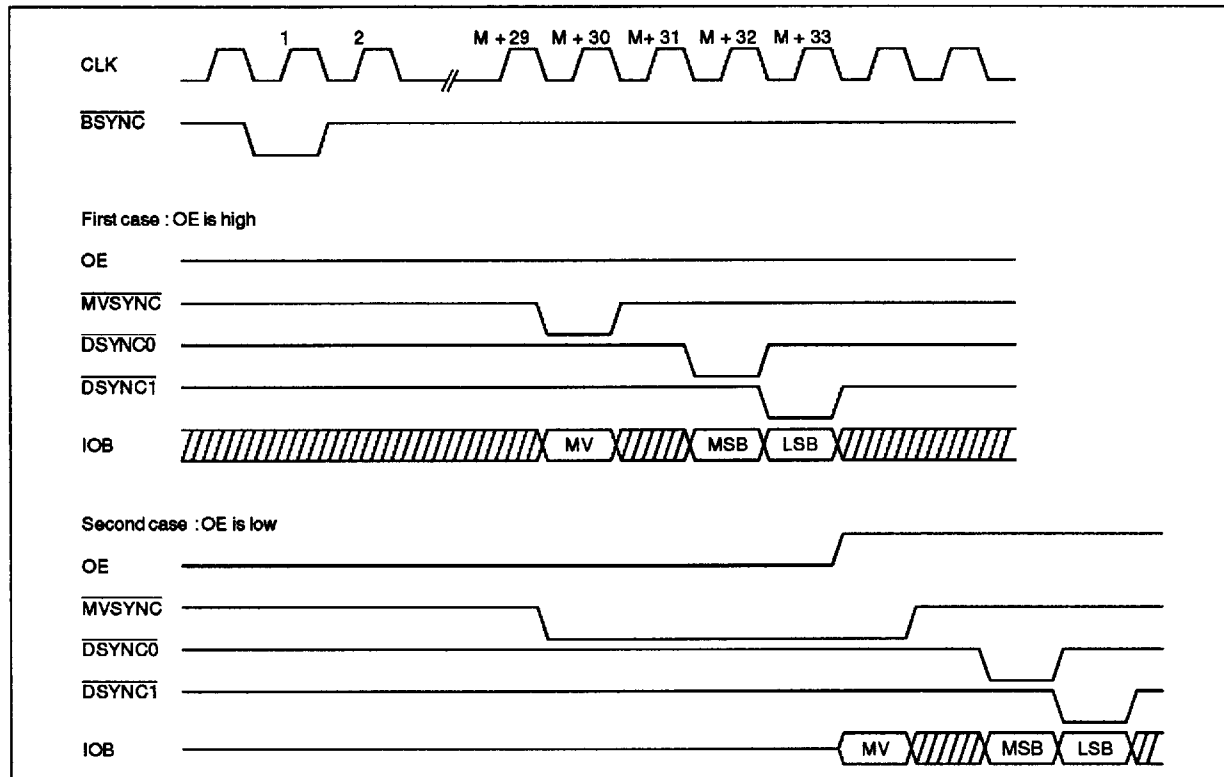 1 2 M + 29 M + 30 M+ 31 M + 32 M + 33
CLK
BSYNC
First case : OE is high
OE
MVSYNC
DSYNC0
DSYNC1
IOB MV MSB LSB
Second case : OE is low
OE
MVSYNC
DSYNC0
DSYNC1
IOB MV MSB LSB